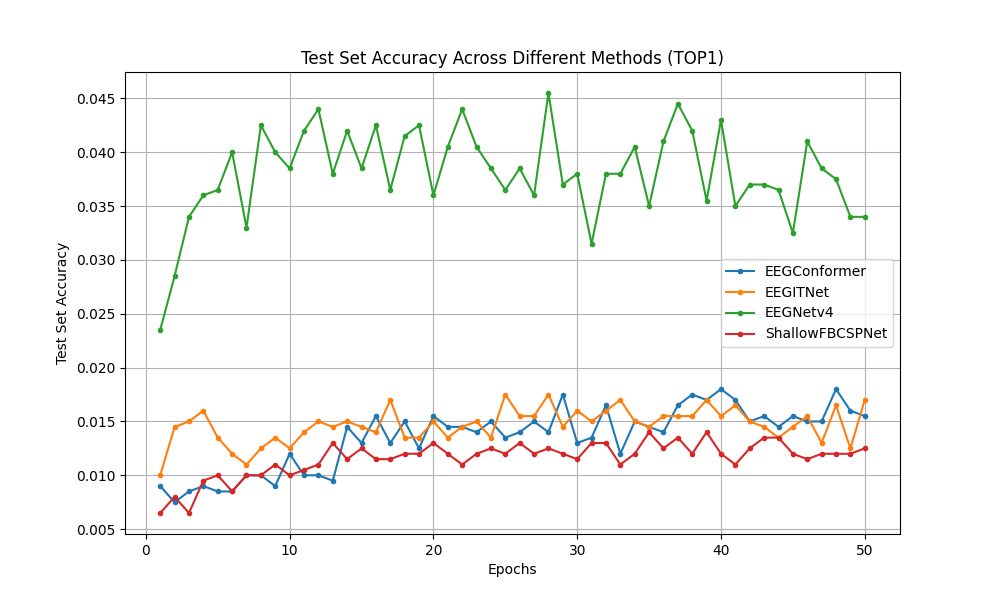 Test Set Accuracy Across Different Methods (TOP1)
0.045
0.040
0.035
0.030
0.025
0.020
0.015
0.010
0.005
Test Set Accuracy
EEGConformer
EEGITNet
EEGNetv4
ShallowFBCSPNet
0 10 20 30 40 50
Epochs